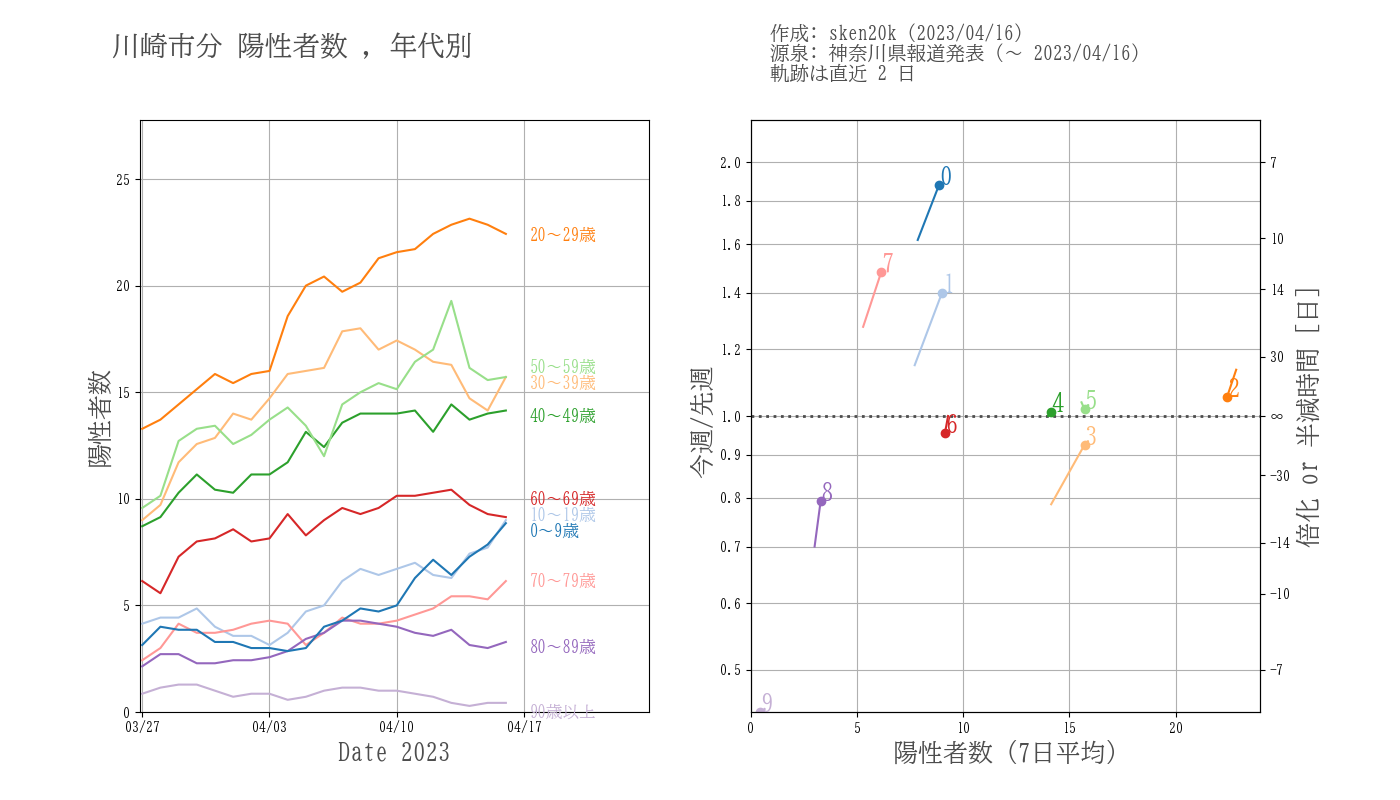 川崎市分 陽性者数 , 年代別
作成: sken20k (2023/04/16)
源泉: 神奈川県報道発表 (〜 2023/04/16)
軌跡は直近 2 日
陽性者数
25
20
15
10
5
0
03/27
04/03
04/10
04/17
Date 2023
20〜29歳
50〜59歳
30〜39歳
40〜49歳
60〜69歳
10〜19歳
0〜9歳
70〜79歳
80〜89歳
90歳以上
今週/先週
2.0
1.8
1.6
1.4
1.2
1.0
0.9
0.8
0.7
0.6
0.5
0
7
1
2
4
5
6
3
8
9
7
10
14
30
∞
-30
-14
-10
-7
倍化 or 半減時間 [日]
0
5
10
15
20
陽性者数 (7日平均)